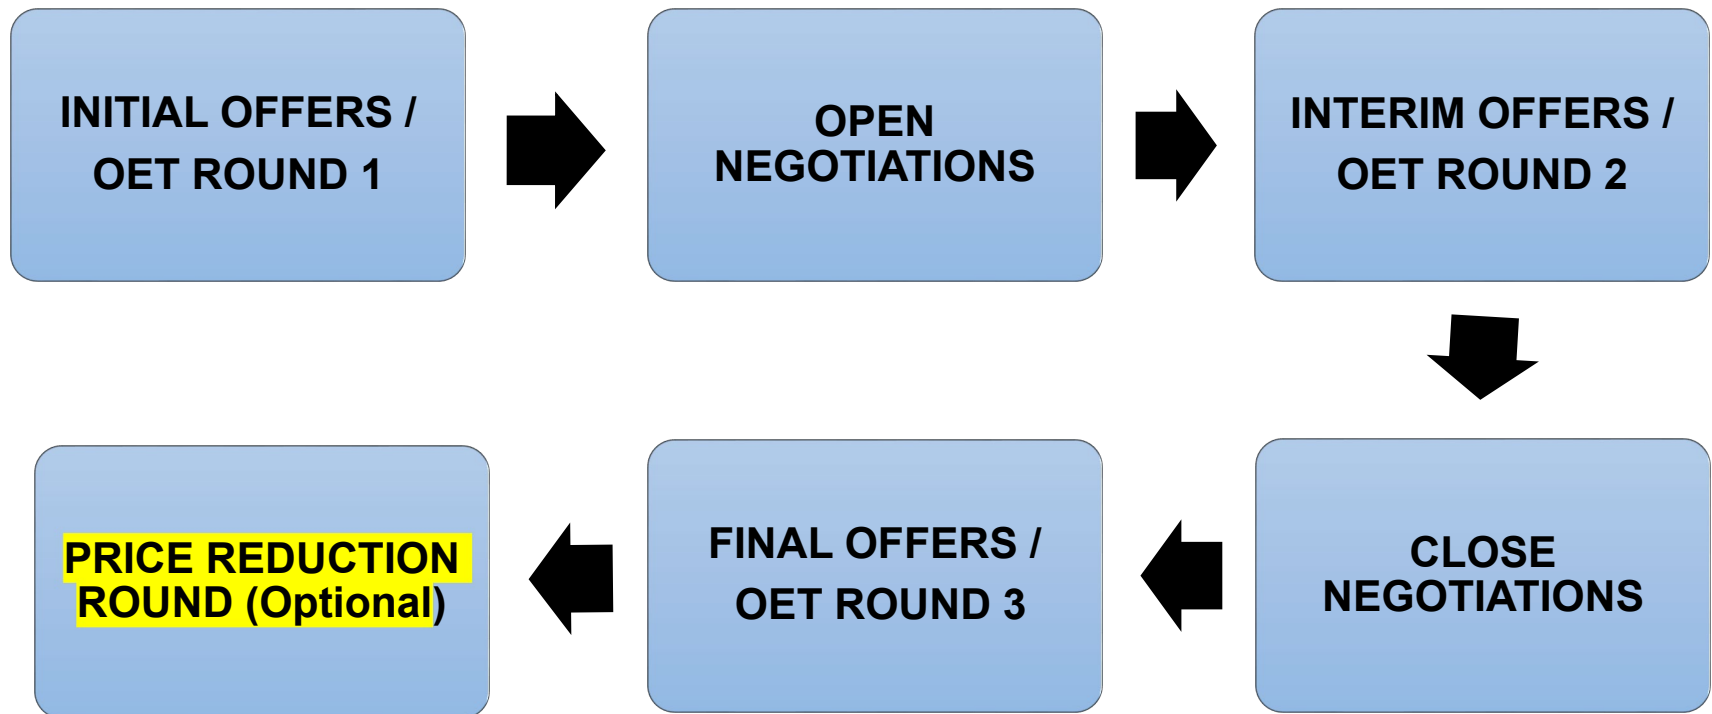 INITIAL OFFERS /
OET ROUND 1
OPEN
NEGOTIATIONS
INTERIM OFFERS /
OET ROUND 2
CLOSE
NEGOTIATIONS
FINAL OFFERS /
OET ROUND 3
PRICE REDUCTION
ROUND (Optional)